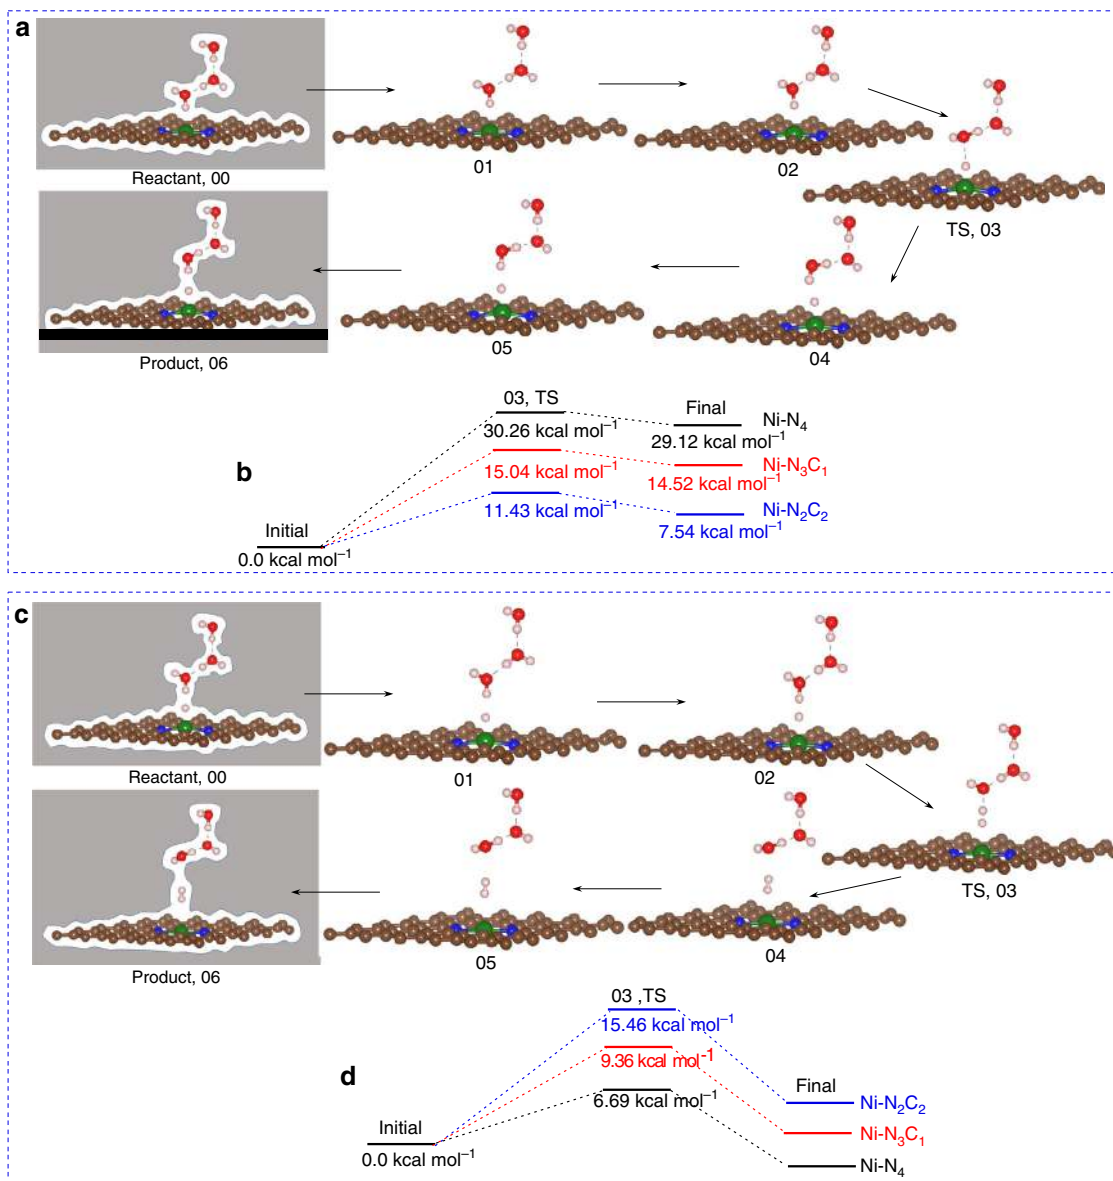 a
Reactant, 00
01
02
TS, 03
Product, 06
05
04
b
03, TS
30.26 kcal mol⁻¹
Final
29.12 kcal mol⁻¹
Ni-N₄
15.04 kcal mol⁻¹
14.52 kcal mol⁻¹
Ni-N₃C₁
11.43 kcal mol⁻¹
7.54 kcal mol⁻¹
Ni-N₂C₂
Initial
0.0 kcal mol⁻¹
c
Reactant, 00
01
02
TS, 03
Product, 06
05
04
d
03 ,TS
15.46 kcal mol⁻¹
9.36 kcal mol⁻¹
6.69 kcal mol⁻¹
Final
Ni-N₂C₂
Ni-N₃C₁
Ni-N₄
Initial
0.0 kcal mol⁻¹